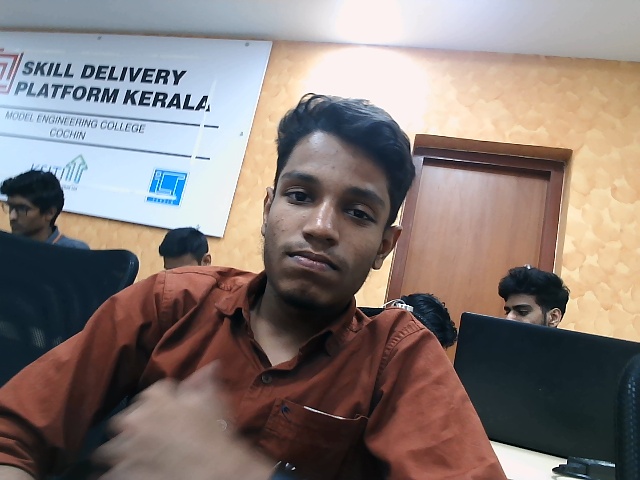 SKILL DELIVERY
PLATFORM KERALA
MODEL ENGINEERING COLLEGE
COCHIN